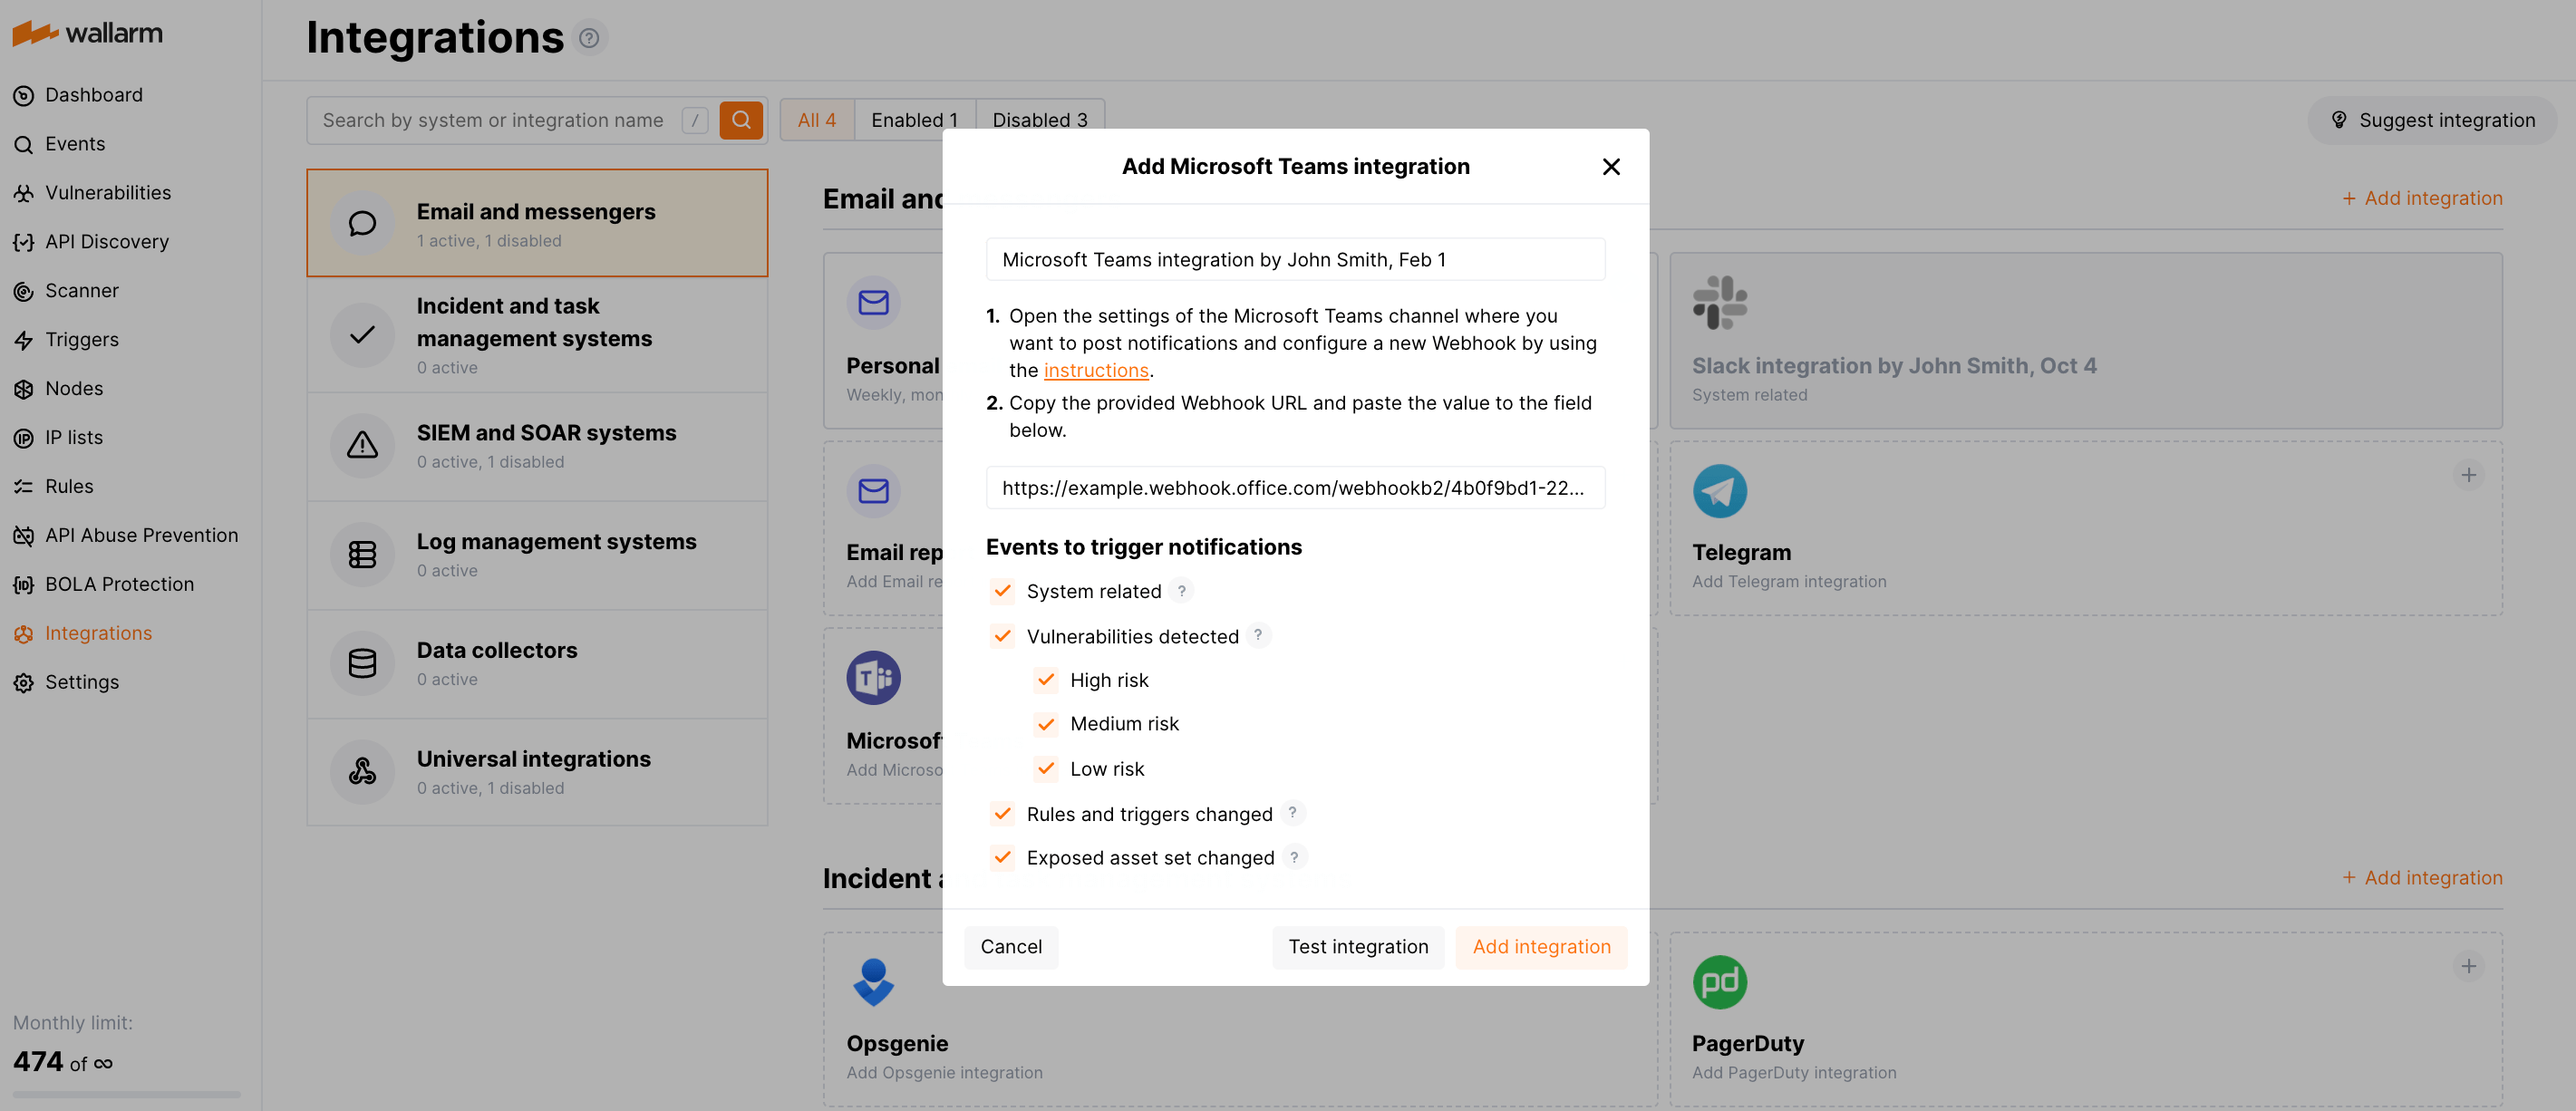 wallarm
Dashboard
Events
Vulnerabilities
API Discovery
Scanner
Triggers
Nodes
IP lists
Rules
API Abuse Prevention
BOLA Protection
Integrations
Settings
Monthly limit:
474 of ∞
Integrations ?
Search by system or integration name /
All 4 Enabled 1 Disabled 3
Suggest integration
Email and messengers
1 active, 1 disabled
Incident and task
management systems
0 active
SIEM and SOAR systems
0 active, 1 disabled
Log management systems
0 active
Data collectors
0 active
Universal integrations
0 active, 1 disabled
Email and
+ Add integration
Personal
Weekly, mon
Slack integration by John Smith, Oct 4
System related
Email rep
Add Email re
Telegram
Add Telegram integration
Microsof
Add Microso
Incident a
+ Add integration
Opsgenie
Add Opsgenie integration
pd
PagerDuty
Add PagerDuty integration
Add Microsoft Teams integration
Microsoft Teams integration by John Smith, Feb 1
1. Open the settings of the Microsoft Teams channel where you
want to post notifications and configure a new Webhook by using
the instructions.
2. Copy the provided Webhook URL and paste the value to the field
below.
https://example.webhook.office.com/webhookb2/4b0f9bd1-22...
Events to trigger notifications
System related ?
Vulnerabilities detected ?
High risk
Medium risk
Low risk
Rules and triggers changed ?
Exposed asset set changed ?
Cancel
Test integration
Add integration